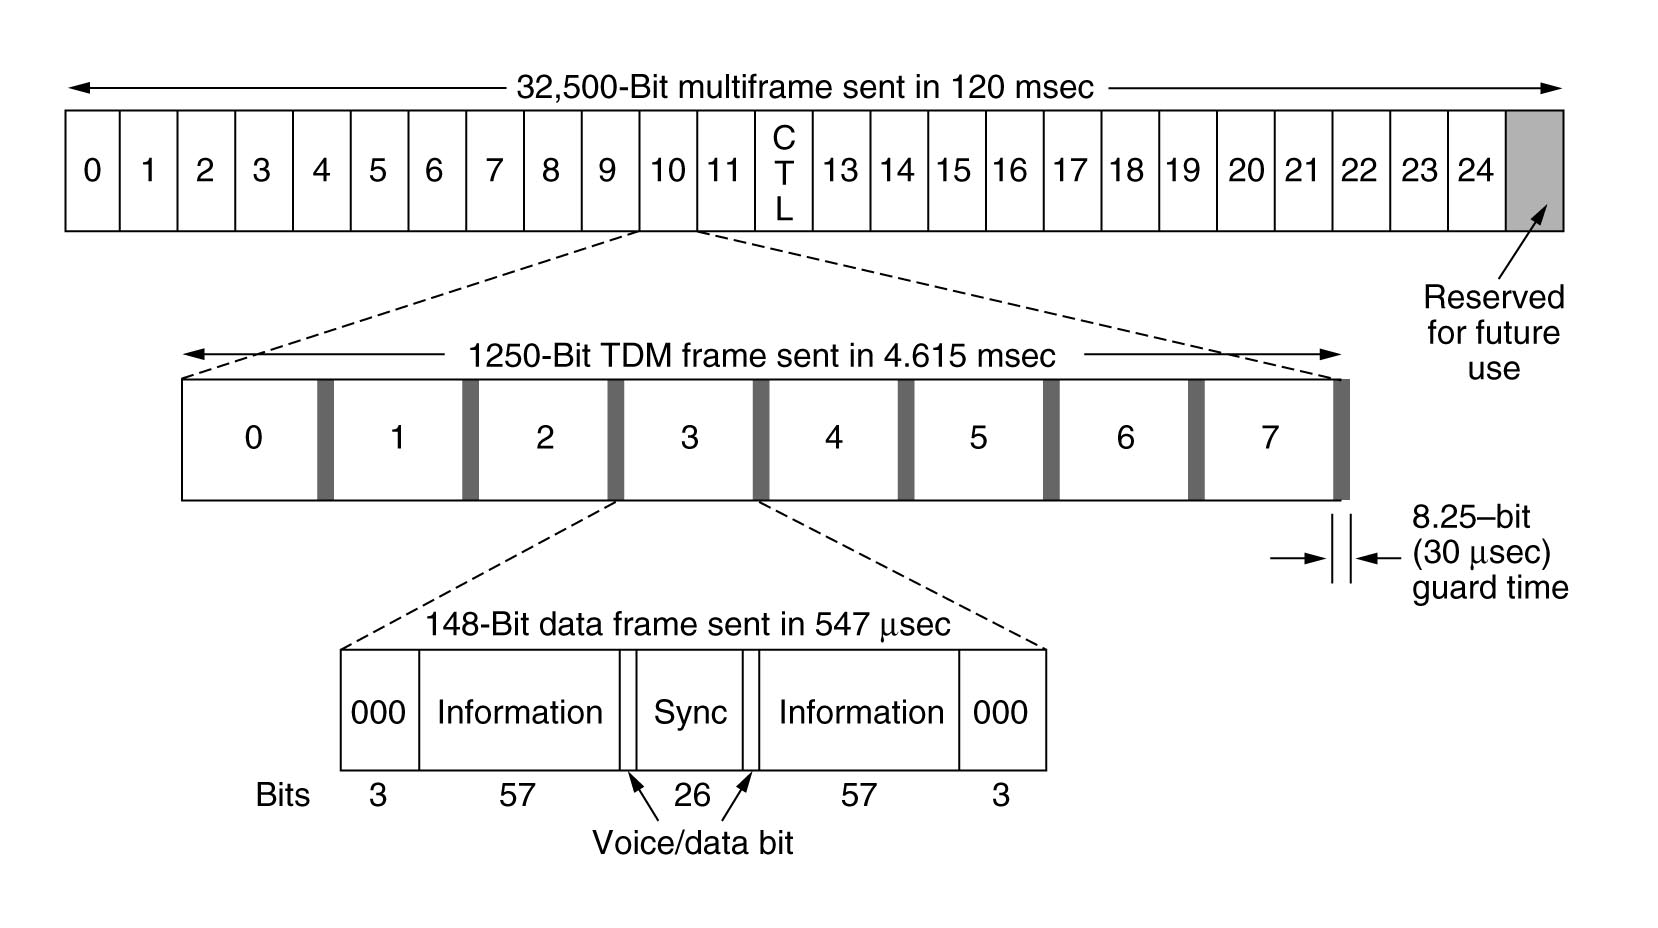 32,500-Bit multiframe sent in 120 msec
0 1 2 3 4 5 6 7 8 9 10 11 C T L 13 14 15 16 17 18 19 20 21 22 23 24
Reserved
for future
use
1250-Bit TDM frame sent in 4.615 msec
0 1 2 3 4 5 6 7
8.25–bit
(30 μsec)
guard time
148-Bit data frame sent in 547 μsec
000 Information Sync Information 000
Bits 3 57 26 57 3
Voice/data bit